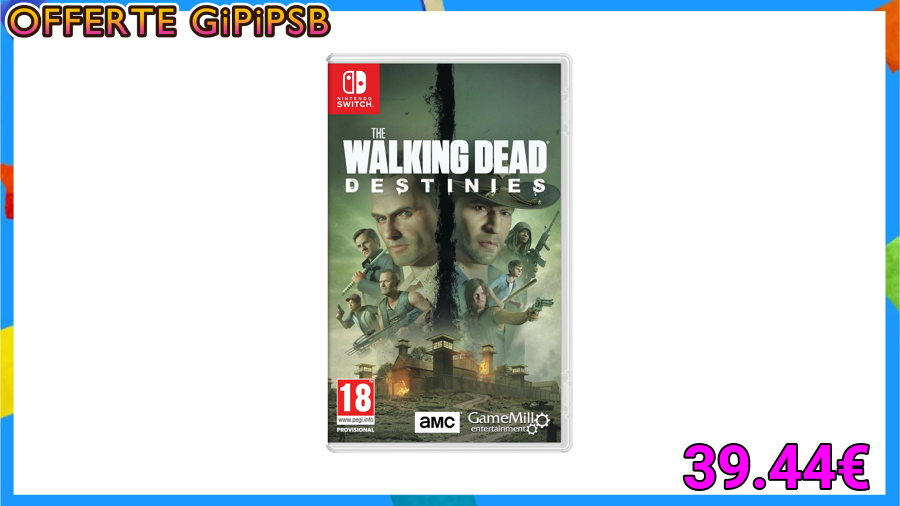 OFFERTE GiPiPSB
NINTENDO
SWITCH.
THE
WALKING DEAD
DESTINIES
18
www.pegi.info
PROVISIONAL
aMC
GameMill
entertainment
39.44€